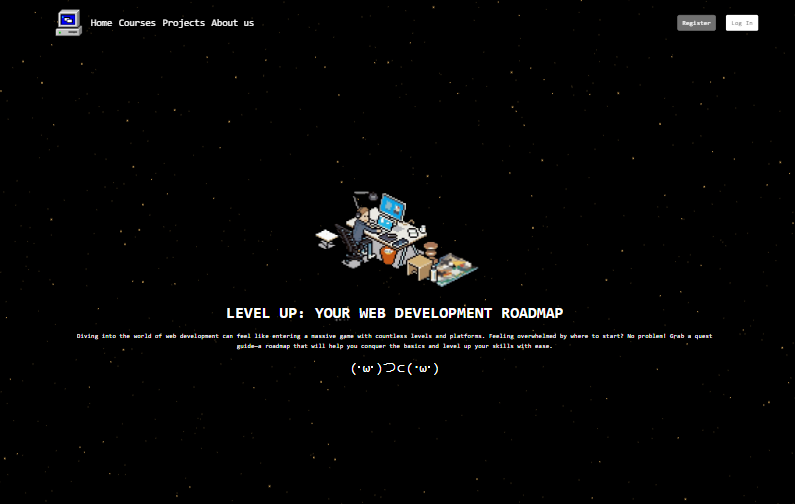 Home Courses Projects About us
Register
Log In
LEVEL UP: YOUR WEB DEVELOPMENT ROADMAP
Diving into the world of web development can feel like entering a massive game with countless levels and platforms. Feeling overwhelmed by where to start? No problem! Grab a quest
guide—a roadmap that will help you conquer the basics and level up your skills with ease.
(･ω･)つ⊂(･ω･)